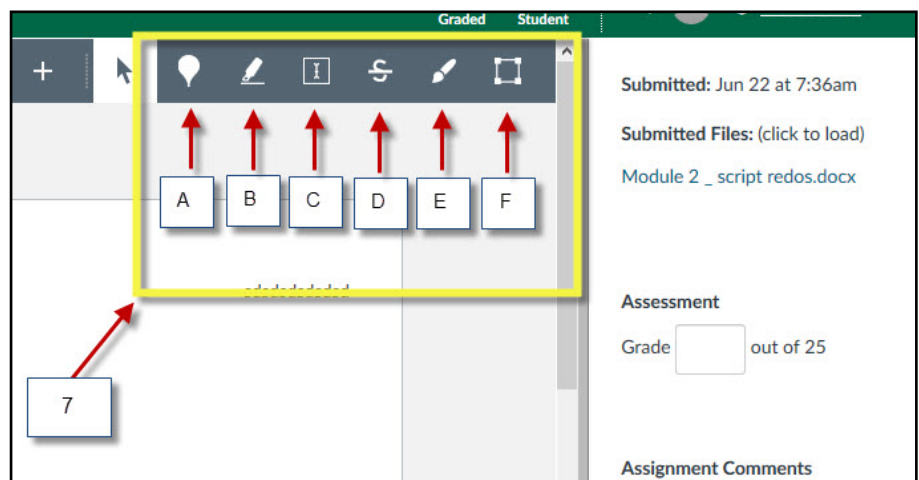 Graded Student
Submitted: Jun 22 at 7:36am
Submitted Files: (click to load)
Module 2 _ script redos.docx
A B C D E F
Assessment
Grade out of 25
7
Assignment Comments